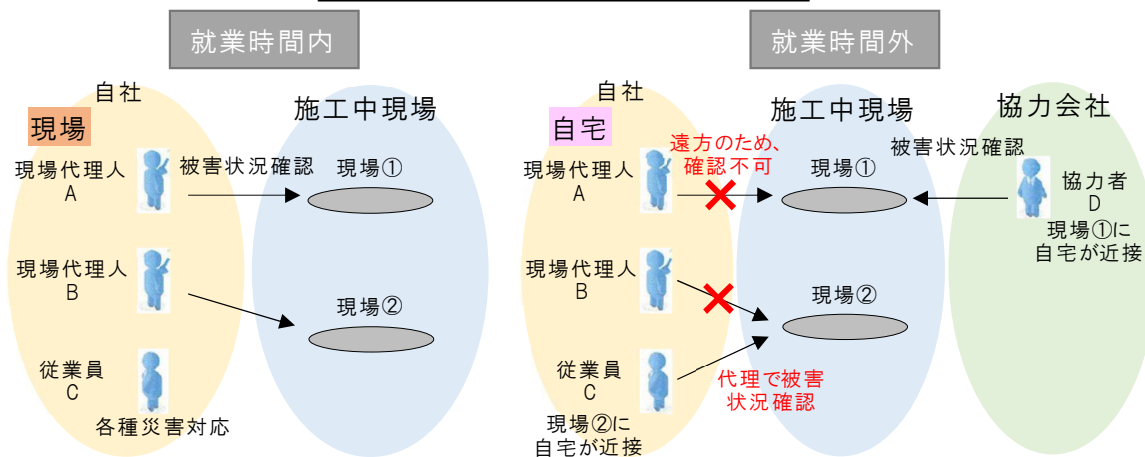 就業時間内
自社
現場
施工中現場
現場代理人
A
被害状況確認
現場①
現場代理人
B
現場②
従業員
C
各種災害対応
就業時間外
自社
自宅
施工中現場
協力会社
現場代理人
A
遠方のため、
確認不可
現場①
被害状況確認
協力者
D
現場①に
自宅が近接
現場代理人
B
現場②
従業員
C
現場②に
自宅が近接
代理で被害
状況確認